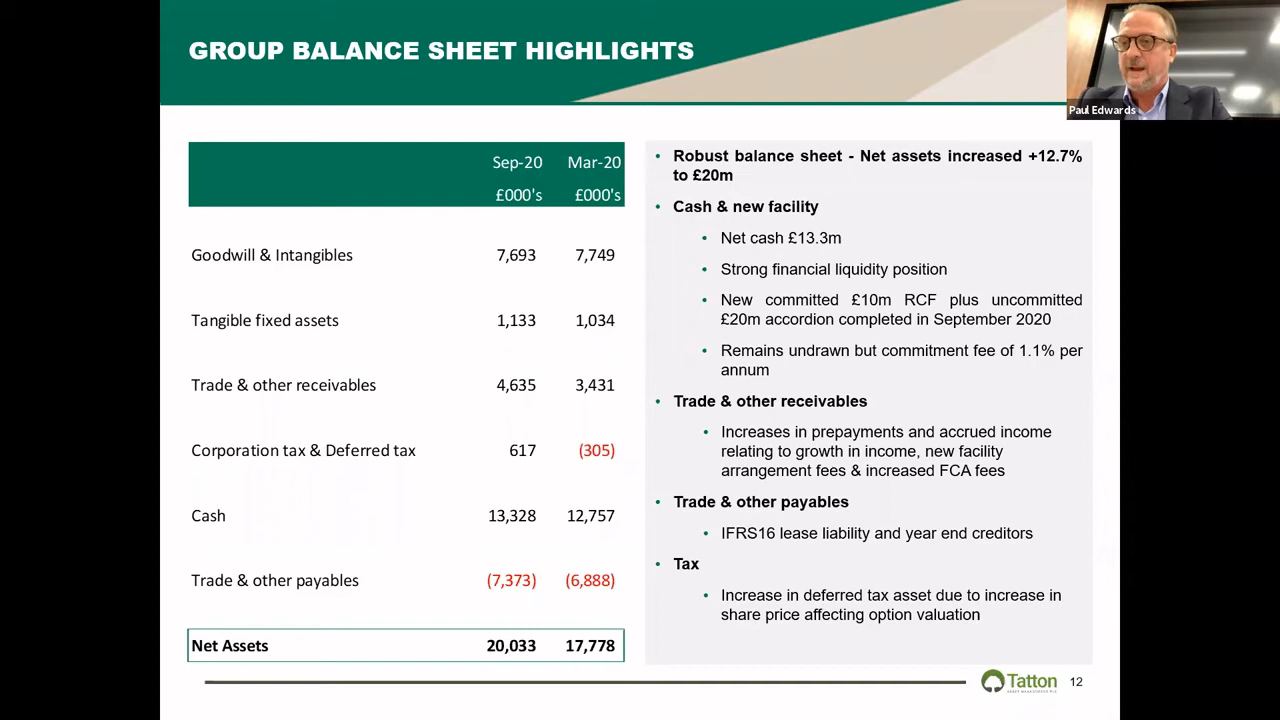 GROUP BALANCE SHEET HIGHLIGHTS
Paul Edwards
Sep-20 Mar-20
£000's £000's
Goodwill & Intangibles 7,693 7,749
Tangible fixed assets 1,133 1,034
Trade & other receivables 4,635 3,431
Corporation tax & Deferred tax 617 (305)
Cash 13,328 12,757
Trade & other payables (7,373) (6,888)
Net Assets 20,033 17,778
• Robust balance sheet - Net assets increased +12.7%
to £20m
• Cash & new facility
• Net cash £13.3m
• Strong financial liquidity position
• New committed £10m RCF plus uncommitted
£20m accordion completed in September 2020
• Remains undrawn but commitment fee of 1.1% per
annum
• Trade & other receivables
• Increases in prepayments and accrued income
relating to growth in income, new facility
arrangement fees & increased FCA fees
• Trade & other payables
• IFRS16 lease liability and year end creditors
• Tax
• Increase in deferred tax asset due to increase in
share price affecting option valuation
Tatton
ASSET MANAGEMENT PLC
12